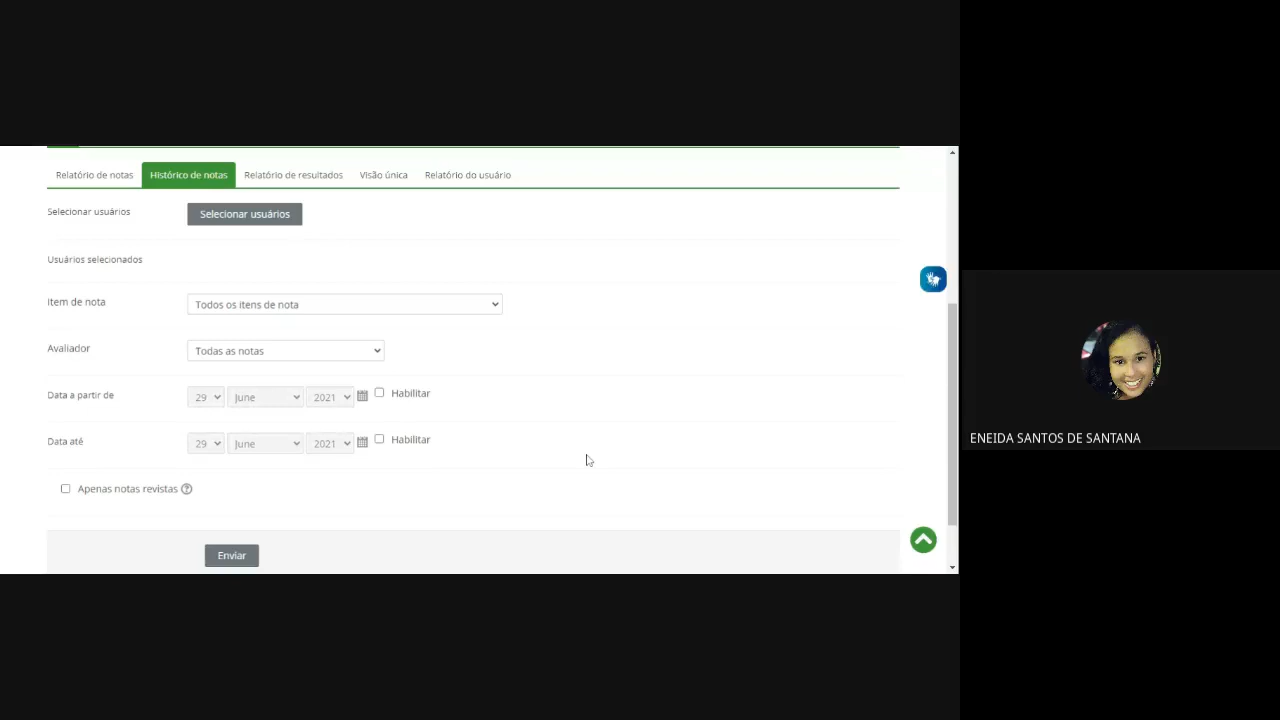 Relatório de notas Histórico de notas Relatório de resultados Visão única Relatório do usuário
Selecionar usuários Selecionar usuários
Usuários selecionados
Item de nota Todos os itens de nota
Avaliador Todas as notas
Data a partir de 29 June 2021 Habilitar
Data até 29 June 2021 Habilitar
Apenas notas revistas
Enviar
ENEIDA SANTOS DE SANTANA